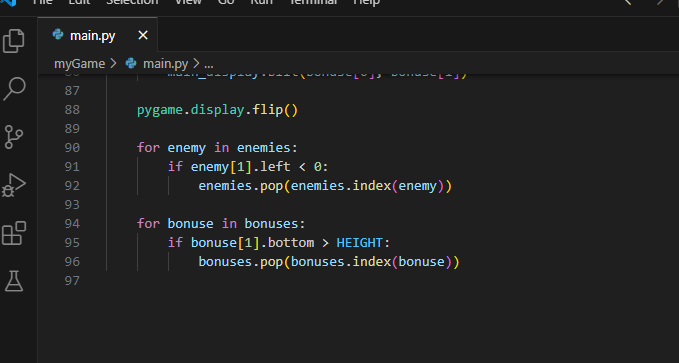 File Edit Selection View Go Run Terminal Help
main.py
myGame > main.py > ...
86 main_display.blit(bonuse[0], bonuse[1])
87
88 pygame.display.flip()
89
90 for enemy in enemies:
91 if enemy[1].left < 0:
92 enemies.pop(enemies.index(enemy))
93
94 for bonuse in bonuses:
95 if bonuse[1].bottom > HEIGHT:
96 bonuses.pop(bonuses.index(bonuse))
97